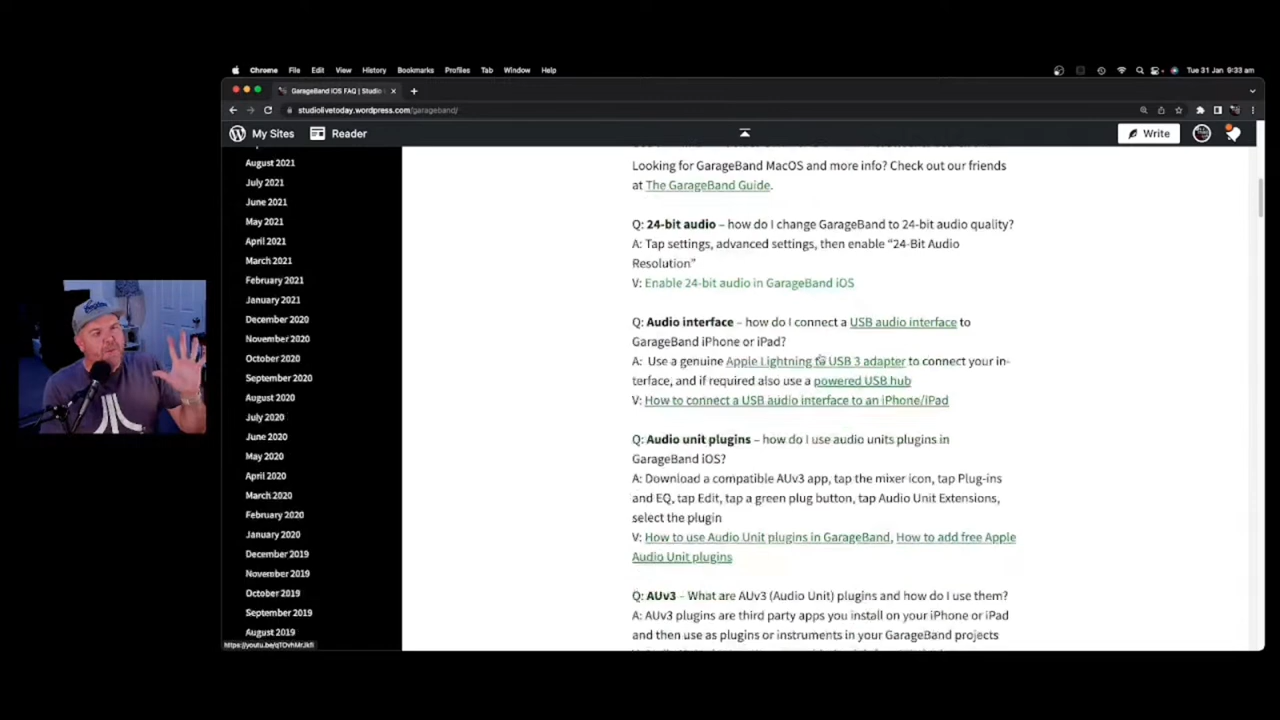 Chrome File Edit View History Bookmarks Profiles Tab Window Help
Tue 31 Jan 9:33 am
GarageBand iOS FAQ | Studio
studiolivetoday.wordpress.com/garageband/
My Sites Reader
Write
August 2021
July 2021
June 2021
May 2021
April 2021
March 2021
February 2021
January 2021
December 2020
November 2020
October 2020
September 2020
August 2020
July 2020
June 2020
May 2020
April 2020
March 2020
February 2020
January 2020
December 2019
November 2019
October 2019
September 2019
August 2019
Looking for GarageBand MacOS and more info? Check out our friends
at The GarageBand Guide.
Q: 24-bit audio – how do I change GarageBand to 24-bit audio quality?
A: Tap settings, advanced settings, then enable “24-Bit Audio
Resolution”
V: Enable 24-bit audio in GarageBand iOS
Q: Audio interface – how do I connect a USB audio interface to
GarageBand iPhone or iPad?
A: Use a genuine Apple Lightning to USB 3 adapter to connect your in-
terface, and if required also use a powered USB hub
V: How to connect a USB audio interface to an iPhone/iPad
Q: Audio unit plugins – how do I use audio units plugins in
GarageBand iOS?
A: Download a compatible AUv3 app, tap the mixer icon, tap Plug-ins
and EQ, tap Edit, tap a green plug button, tap Audio Unit Extensions,
select the plugin
V: How to use Audio Unit plugins in GarageBand, How to add free Apple
Audio Unit plugins
Q: AUv3 – What are AUv3 (Audio Unit) plugins and how do I use them?
A: AUv3 plugins are third party apps you install on your iPhone or iPad
and then use as plugins or instruments in your GarageBand projects